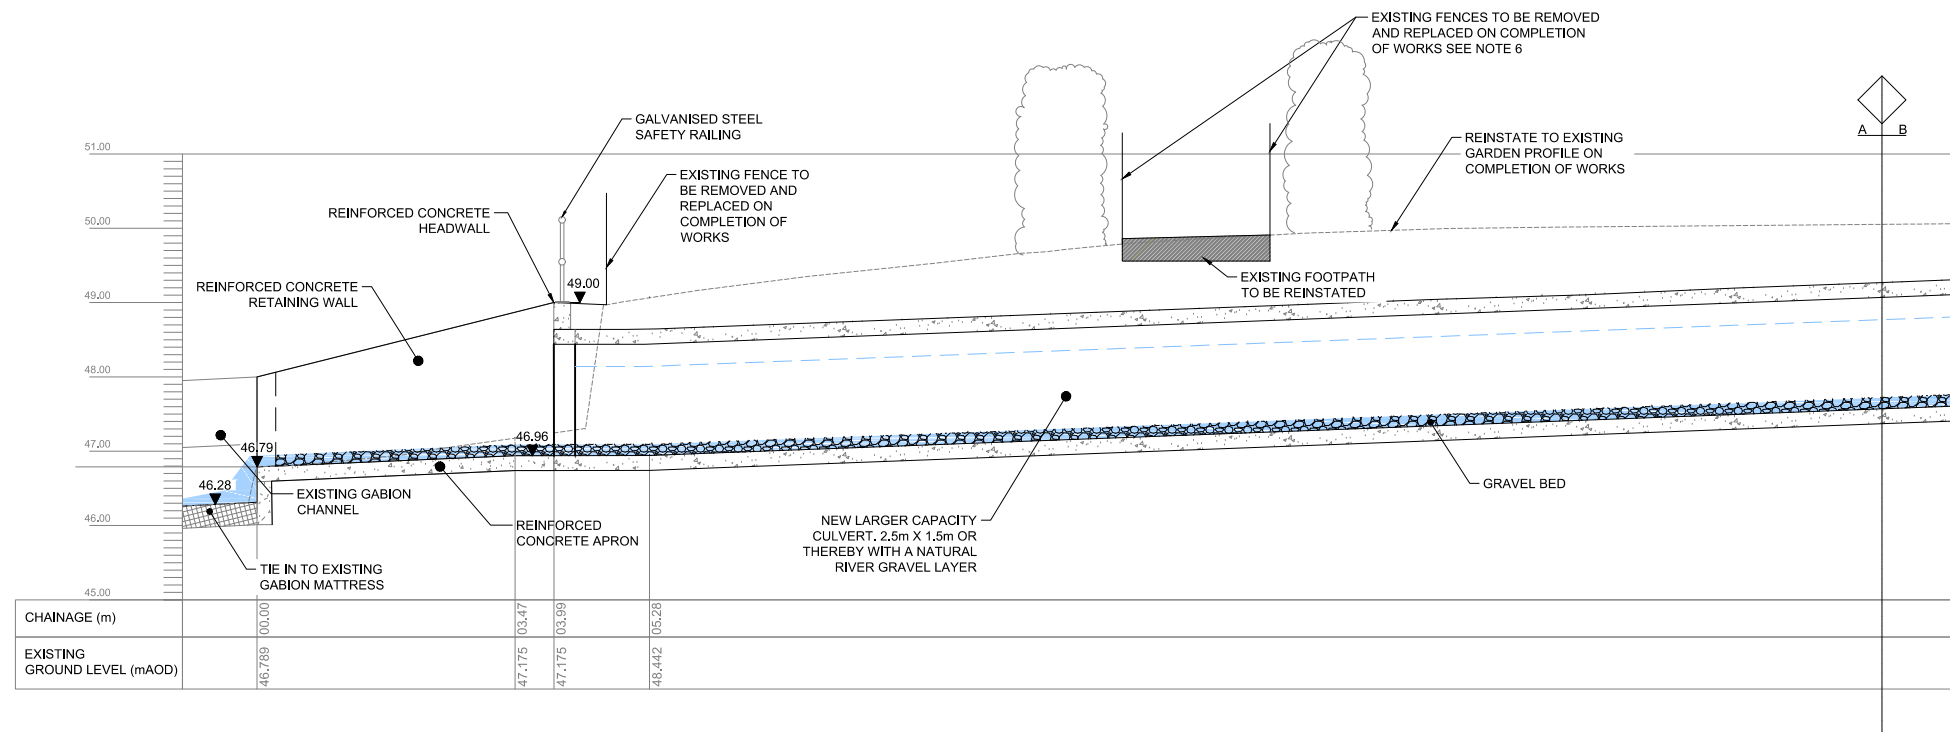 EXISTING FENCES TO BE REMOVED
AND REPLACED ON COMPLETION
OF WORKS SEE NOTE 6
GALVANISED STEEL
SAFETY RAILING
A B
REINSTATE TO EXISTING
GARDEN PROFILE ON
COMPLETION OF WORKS
51.00
EXISTING FENCE TO
BE REMOVED AND
REPLACED ON
COMPLETION OF
WORKS
REINFORCED CONCRETE
HEADWALL
50.00
EXISTING FOOTPATH
TO BE REINSTATED
REINFORCED CONCRETE
RETAINING WALL
49.00
49.00
48.00
47.00
46.79
46.96
46.28
GRAVEL BED
EXISTING GABION
CHANNEL
46.00
REINFORCED
CONCRETE APRON
NEW LARGER CAPACITY
CULVERT. 2.5m X 1.5m OR
THEREBY WITH A NATURAL
RIVER GRAVEL LAYER
TIE IN TO EXISTING
GABION MATTRESS
45.00
CHAINAGE (m)
00.00
03.47
03.99
05.28
EXISTING
GROUND LEVEL (mAOD)
46.789
47.175
47.175
48.442